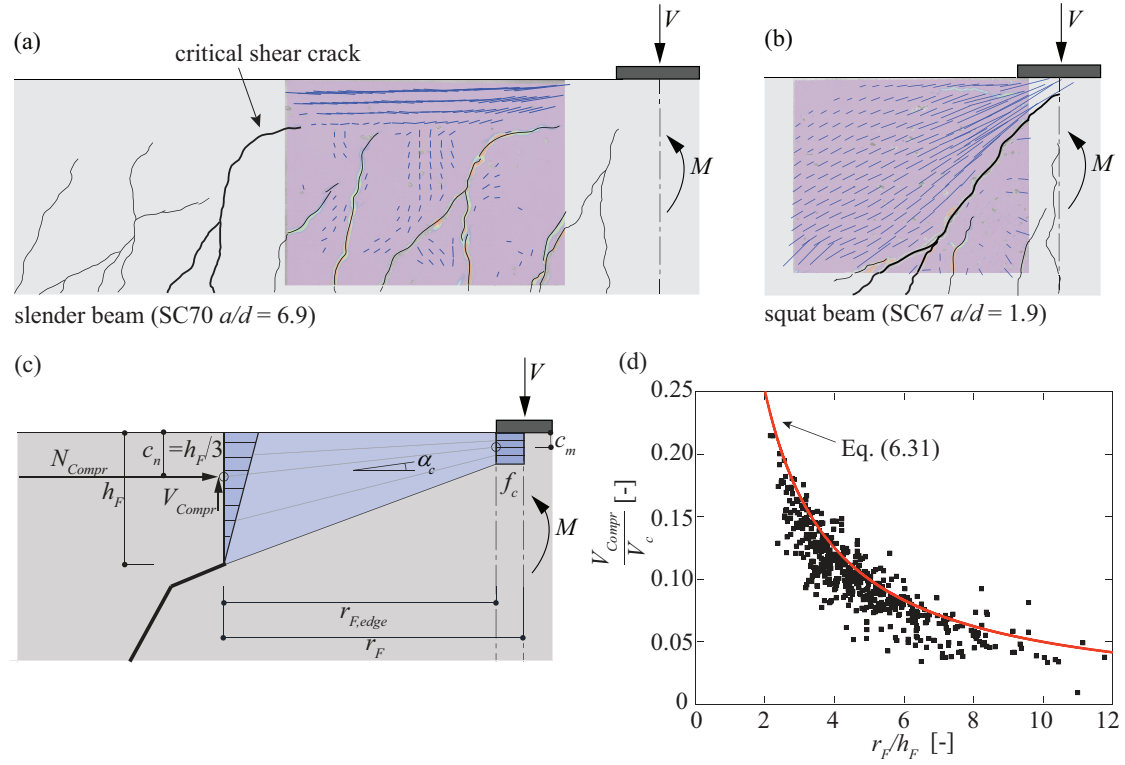 (a)
critical shear crack
V
M
slender beam (SC70 a/d = 6.9)
(b)
V
M
squat beam (SC67 a/d = 1.9)
(c)
V
c_n = h_F/3
c_m
N_Compr
α_c
f_c
h_F
V_Compr
M
r_{F,edge}
r_F
(d)
0.25
Eq. (6.31)
0.20
0.15
V_Compr / V_c [-]
0.10
0.05
0
0 2 4 6 8 10 12
r_F/h_F [-]